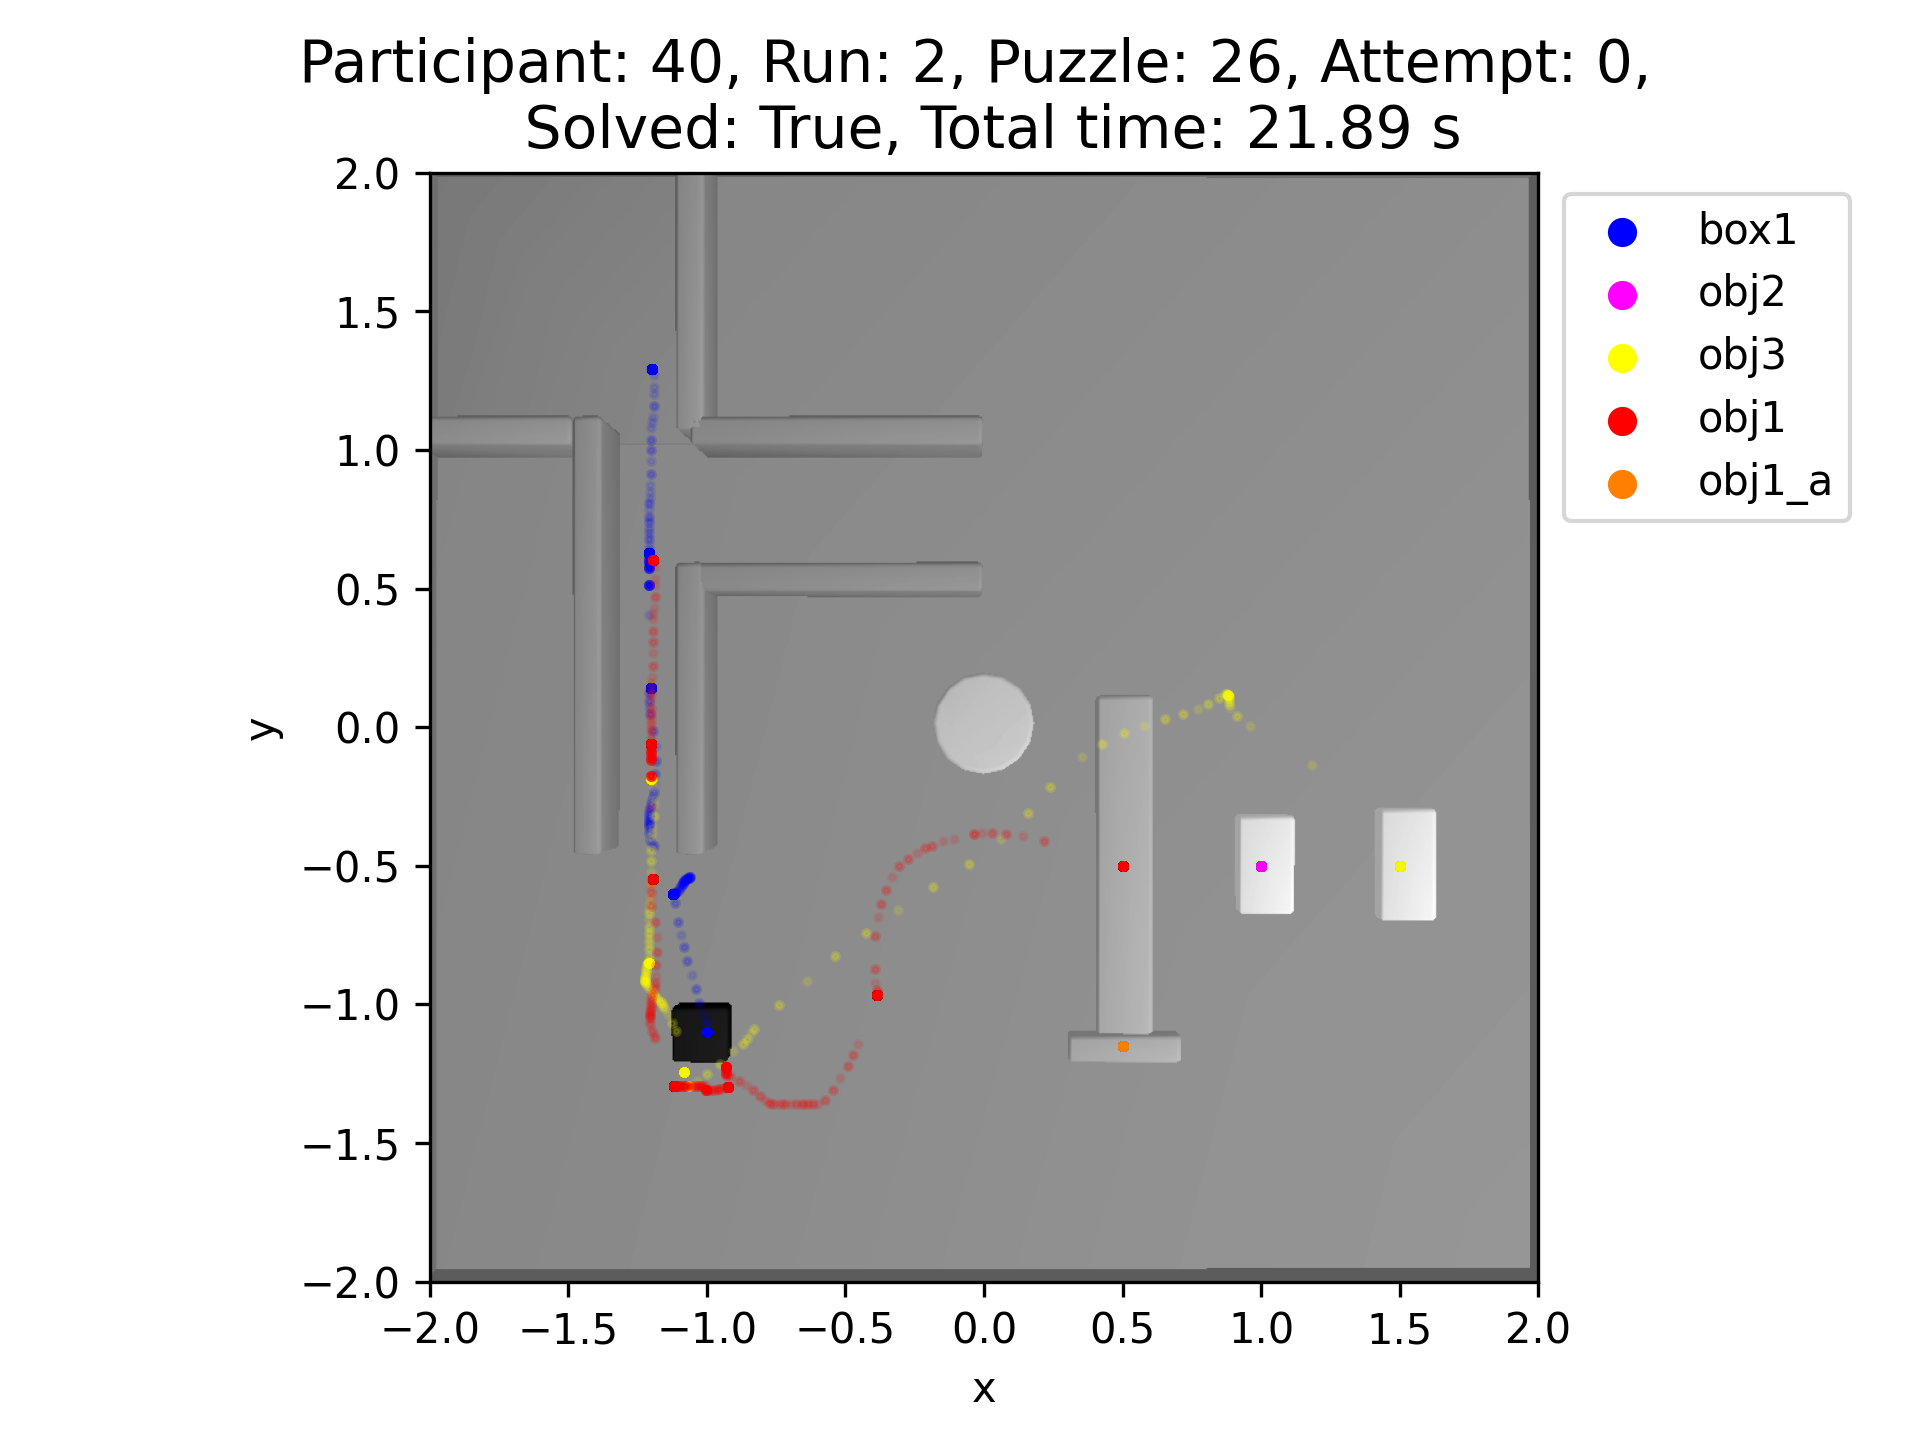 Participant: 40, Run: 2, Puzzle: 26, Attempt: 0,
Solved: True, Total time: 21.89 s
2.0
1.5
1.0
0.5
0.0
−0.5
−1.0
−1.5
−2.0
y
−2.0 −1.5 −1.0 −0.5 0.0 0.5 1.0 1.5 2.0
x
box1
obj2
obj3
obj1
obj1_a